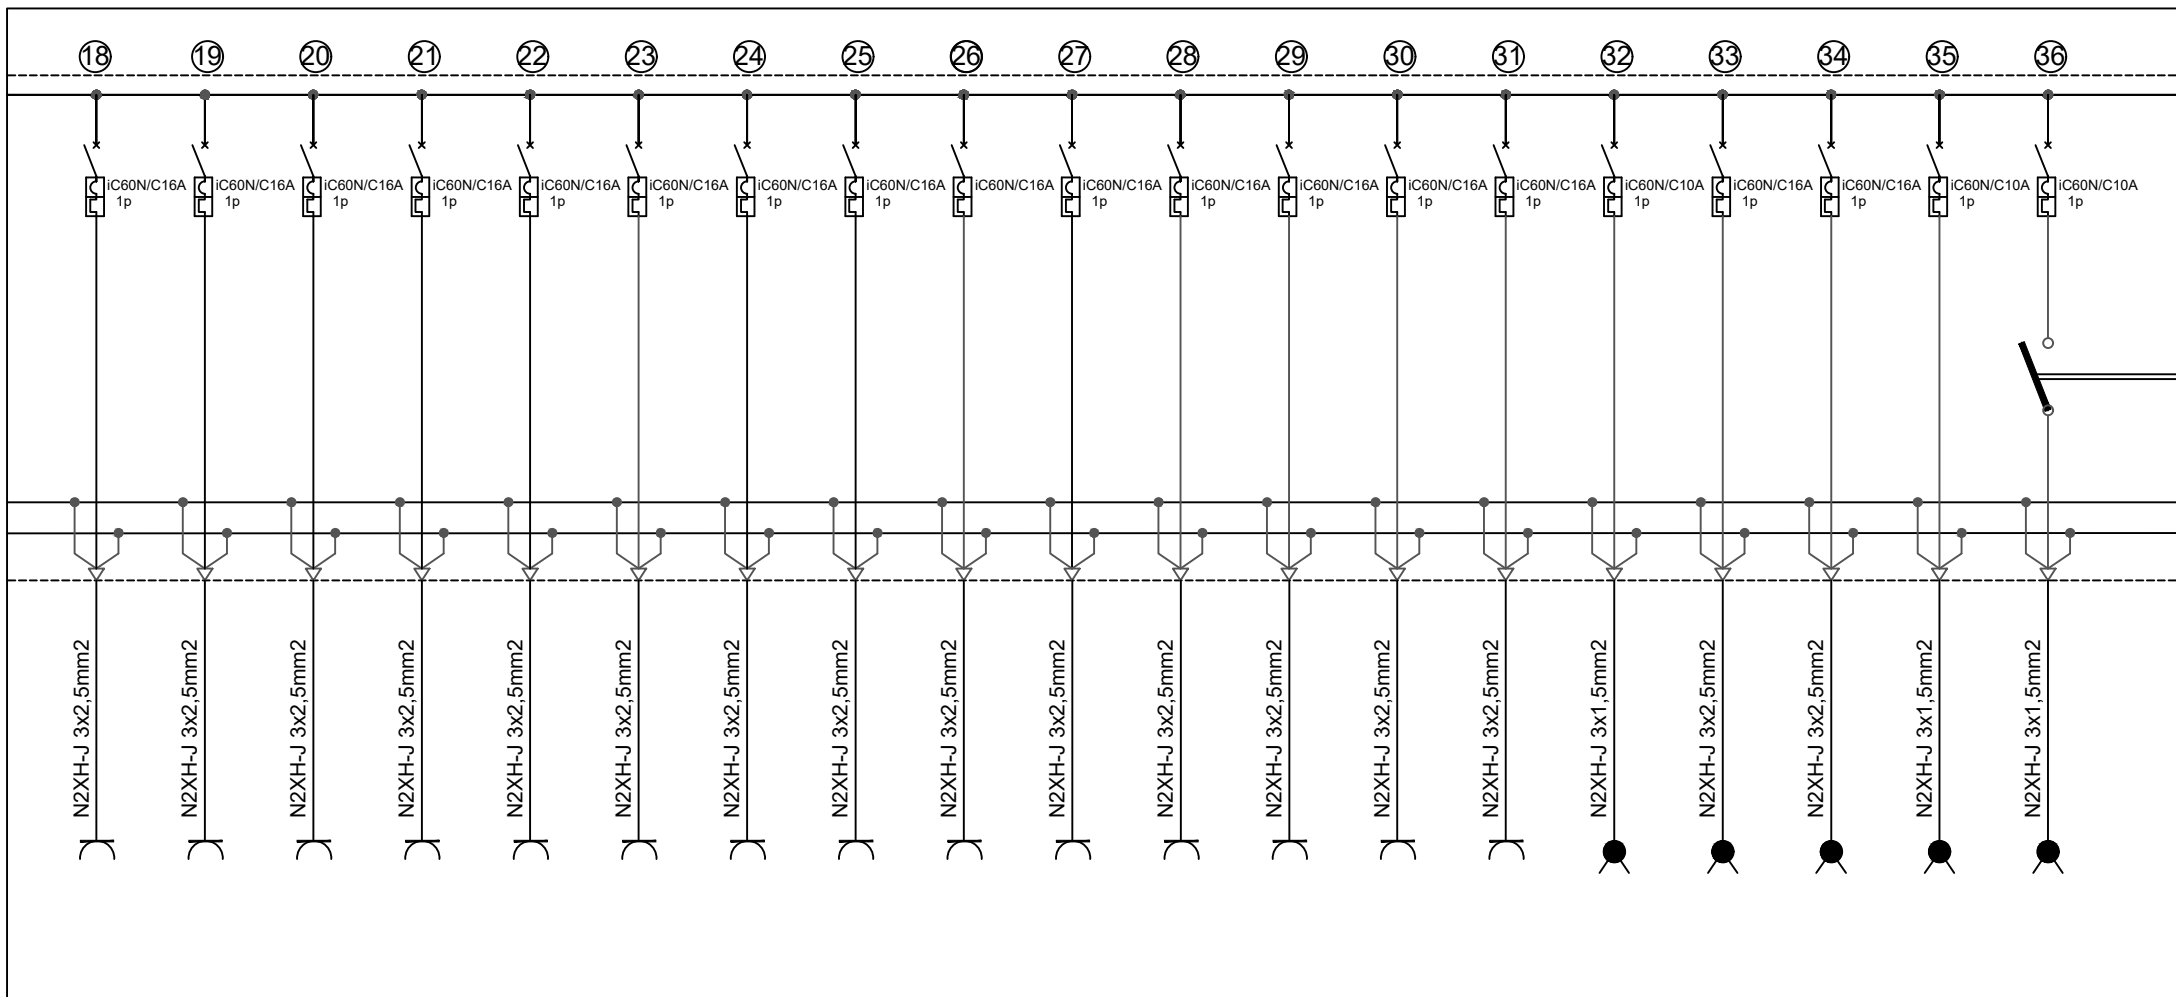 18 19 20 21 22 23 24 25 26 27 28 29 30 31 32 33 34 35 36
iC60N/C16A iC60N/C16A iC60N/C16A iC60N/C16A iC60N/C16A iC60N/C16A iC60N/C16A iC60N/C16A iC60N/C16A iC60N/C16A iC60N/C16A iC60N/C16A iC60N/C16A iC60N/C16A iC60N/C10A iC60N/C16A iC60N/C16A iC60N/C10A iC60N/C10A
1p 1p 1p 1p 1p 1p 1p 1p 1p 1p 1p 1p 1p 1p 1p 1p 1p 1p 1p
N2XH-J 3x2,5mm2
N2XH-J 3x2,5mm2
N2XH-J 3x2,5mm2
N2XH-J 3x2,5mm2
N2XH-J 3x2,5mm2
N2XH-J 3x2,5mm2
N2XH-J 3x2,5mm2
N2XH-J 3x2,5mm2
N2XH-J 3x2,5mm2
N2XH-J 3x2,5mm2
N2XH-J 3x2,5mm2
N2XH-J 3x2,5mm2
N2XH-J 3x2,5mm2
N2XH-J 3x2,5mm2
N2XH-J 3x1,5mm2
N2XH-J 3x2,5mm2
N2XH-J 3x2,5mm2
N2XH-J 3x1,5mm2
N2XH-J 3x1,5mm2